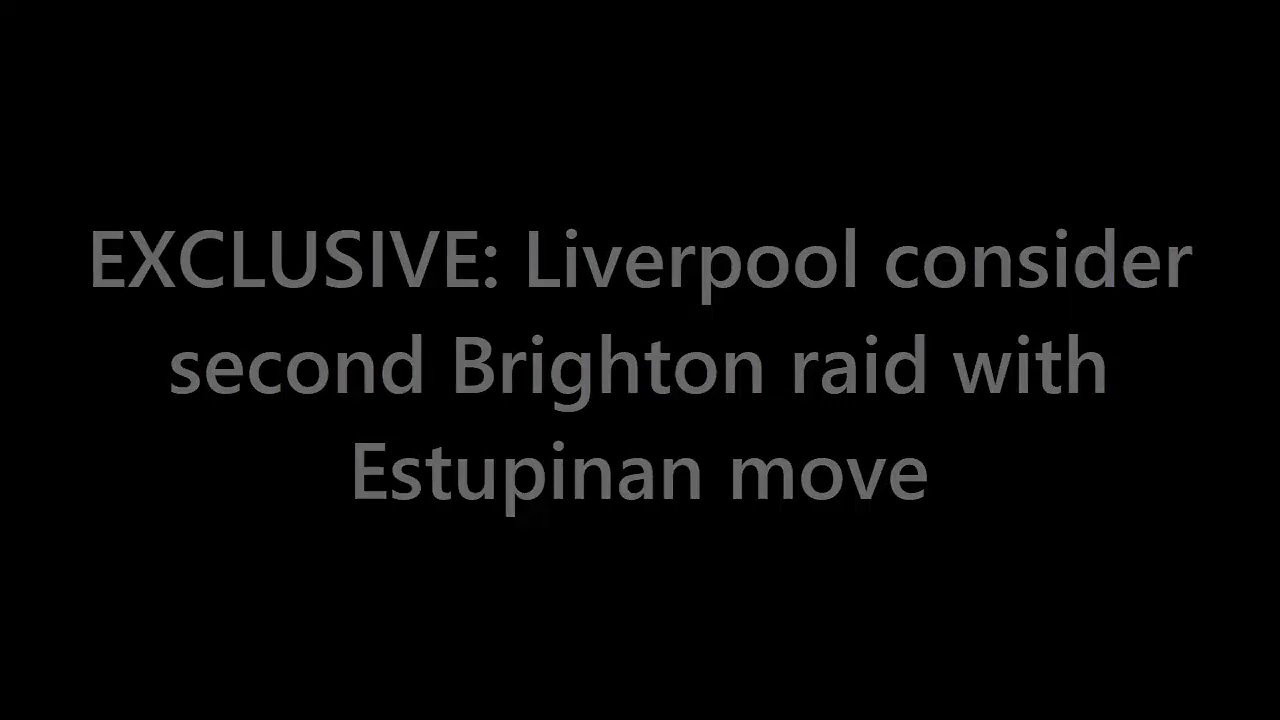 EXCLUSIVE: Liverpool consider
second Brighton raid with
Estupinan move